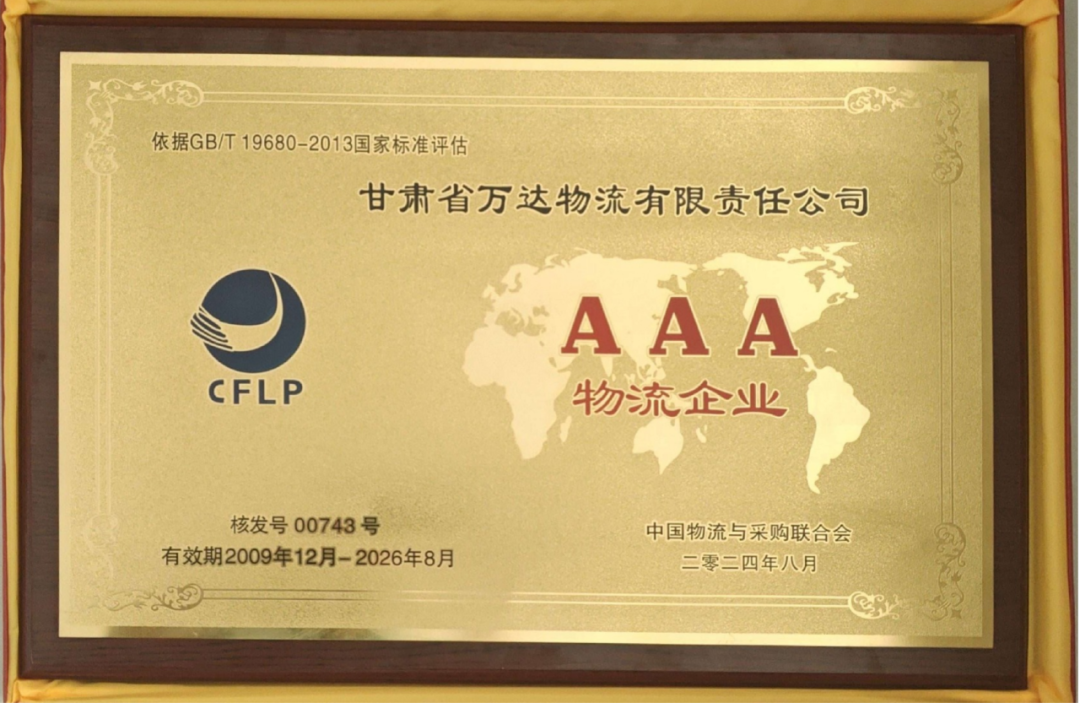 依据GB/T 19680-2013国家标准评估
甘肃省万达物流有限责任公司
CFLP
AAA
物流企业
核发号 00743 号
有效期2009年12月-2026年8月
中国物流与采购联合会
二零二四年八月